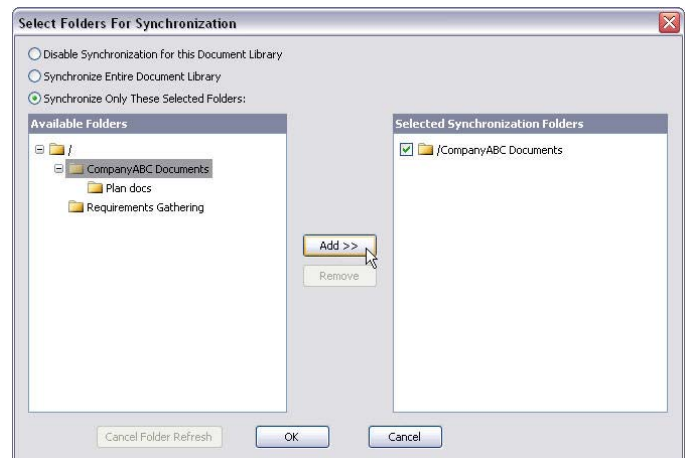 Select Folders For Synchronization
Disable Synchronization for this Document Library
Synchronize Entire Document Library
Synchronize Only These Selected Folders:
Available Folders
/
CompanyABC Documents
Plan docs
Requirements Gathering
Add >>
Remove
Selected Synchronization Folders
/CompanyABC Documents
Cancel Folder Refresh
OK
Cancel